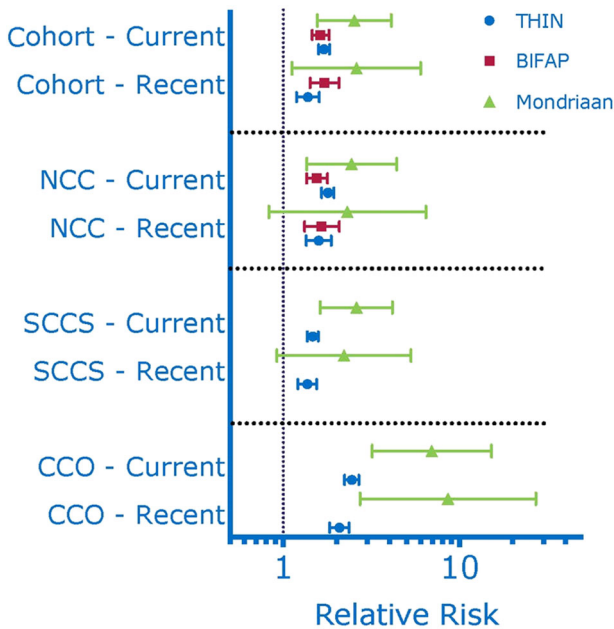 Cohort - Current
Cohort - Recent
NCC - Current
NCC - Recent
SCCS - Current
SCCS - Recent
CCO - Current
CCO - Recent
THIN
BIFAP
Mondriaan
1 10
Relative Risk